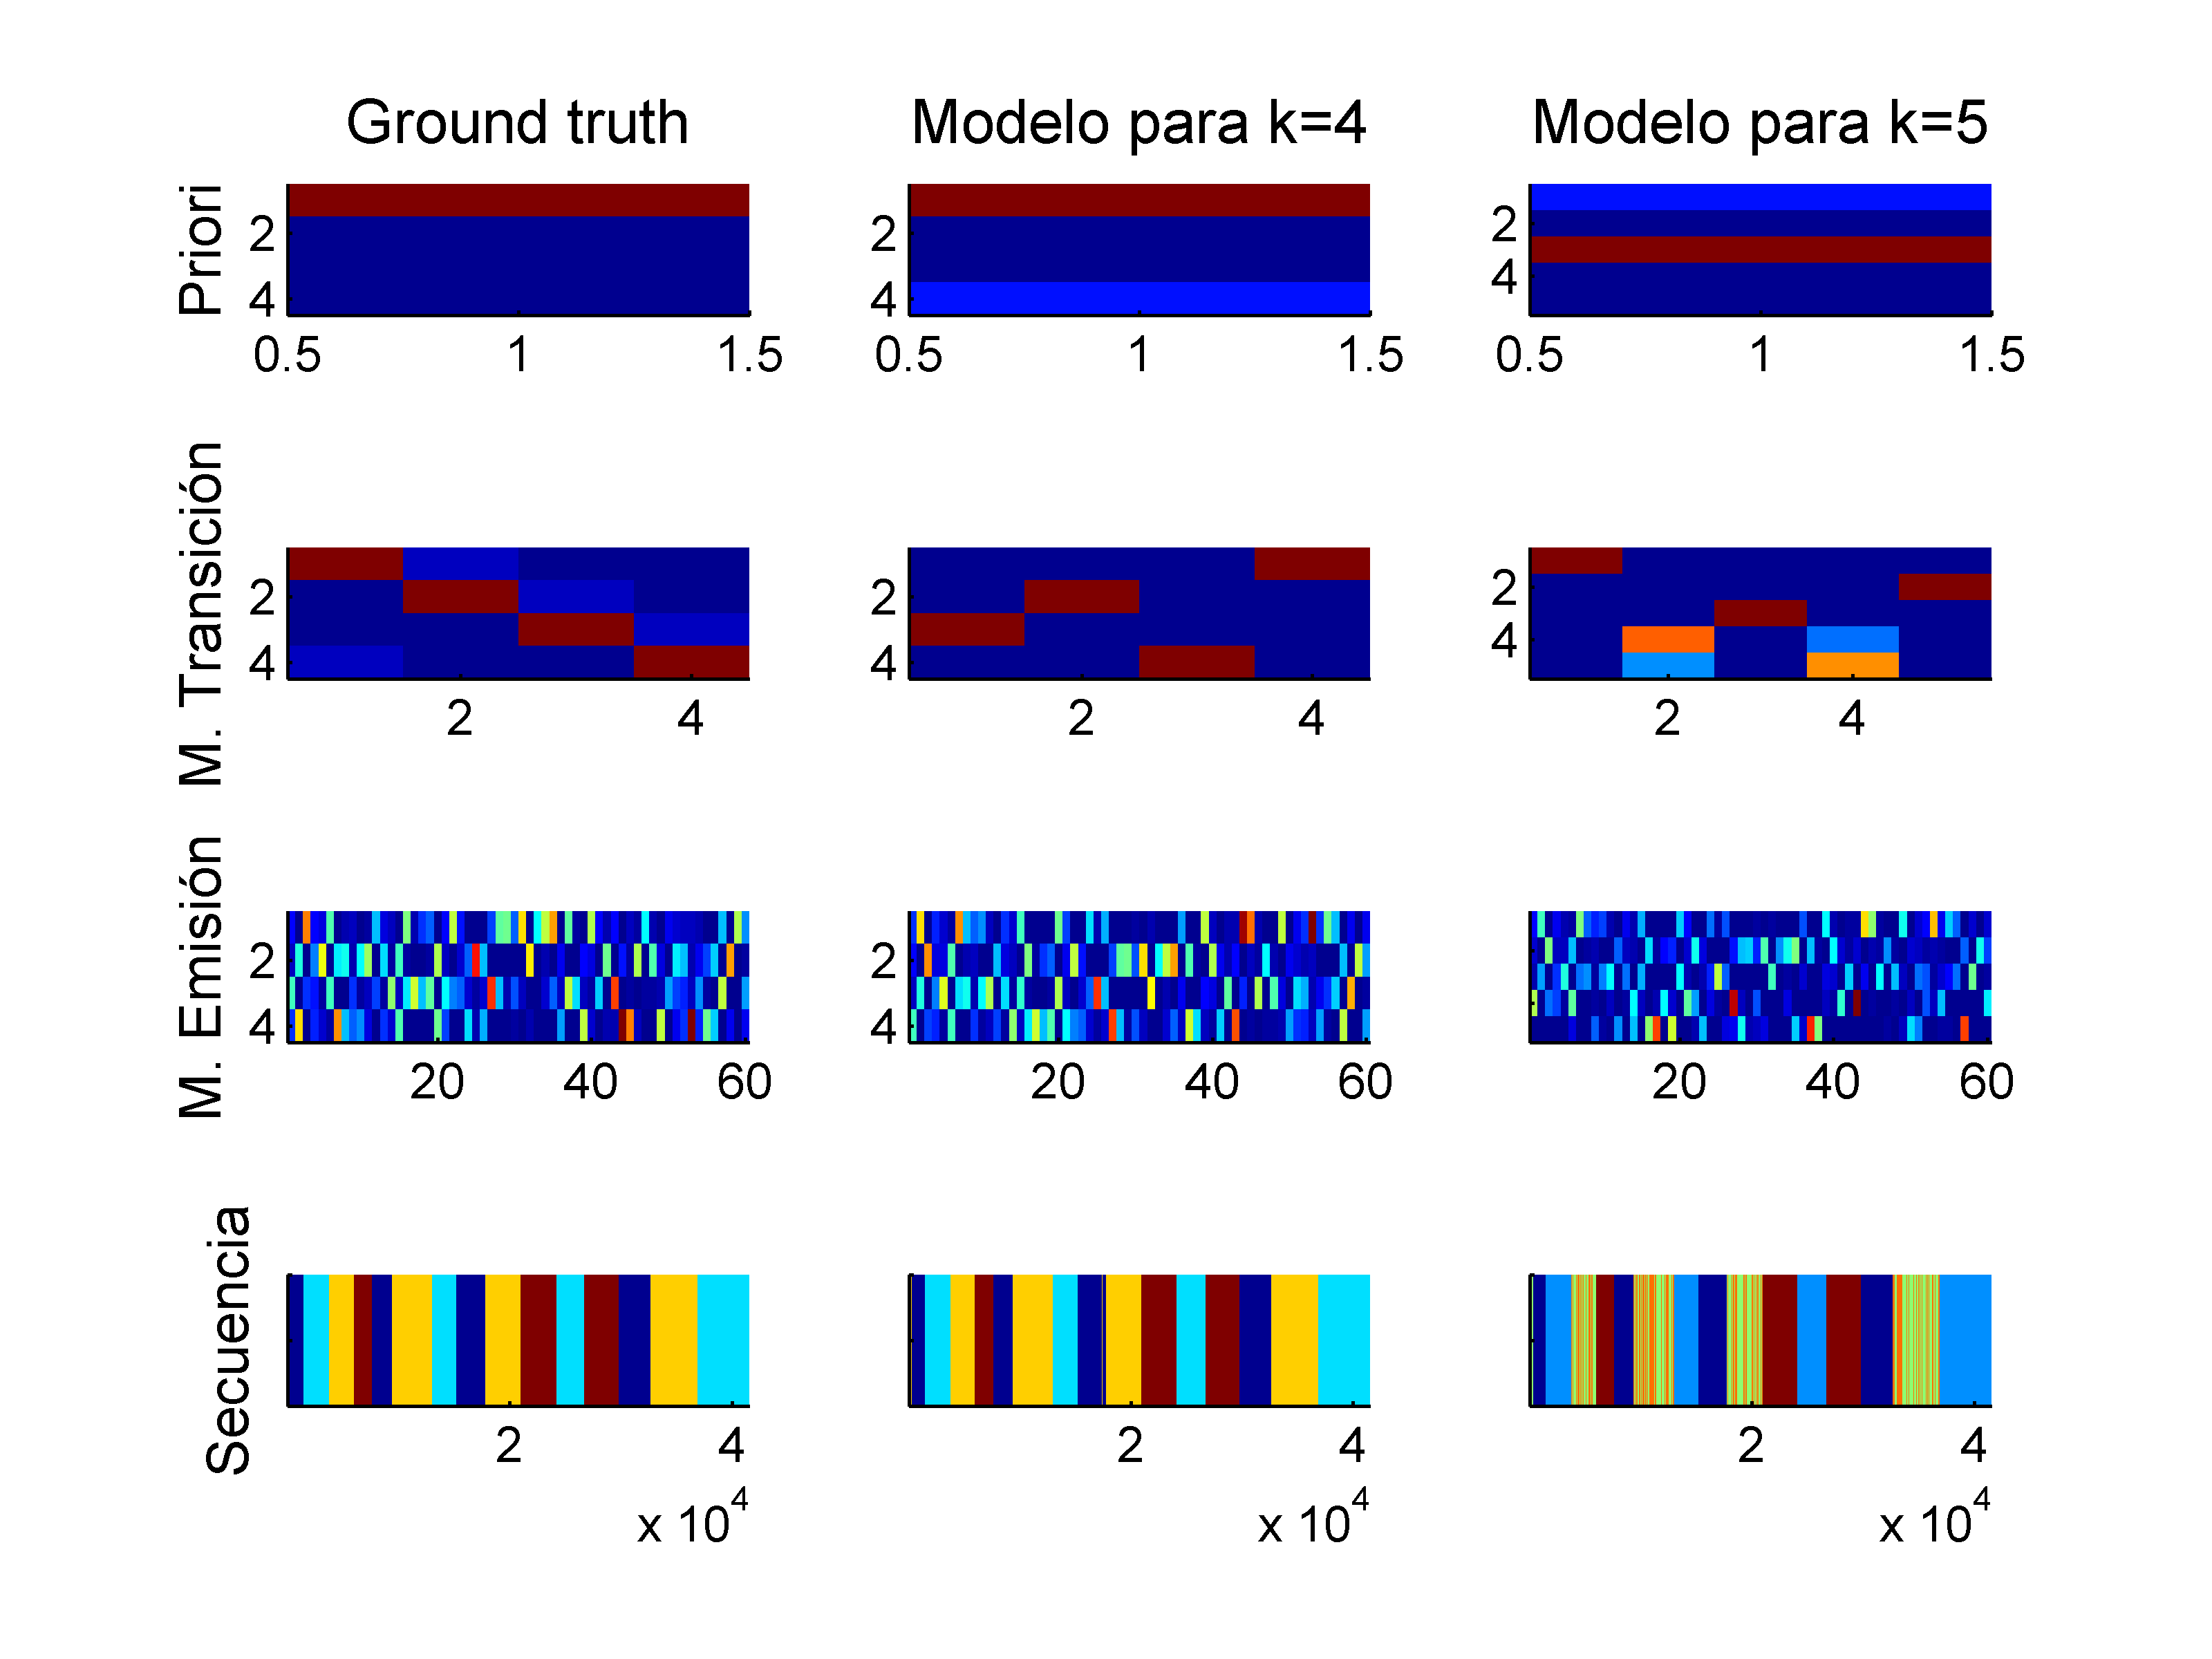 Ground truth Modelo para k=4 Modelo para k=5
Priori
2 2 2
4 4 4
0.5 1 1.5 0.5 1 1.5 0.5 1 1.5
M. Transición
2 2 2
4 4 4
2 4 2 4 2 4
M. Emisión
2 2
4 4
20 40 60 20 40 60 20 40 60
Secuencia
2 4 2 4 2 4
x 10^4 x 10^4 x 10^4